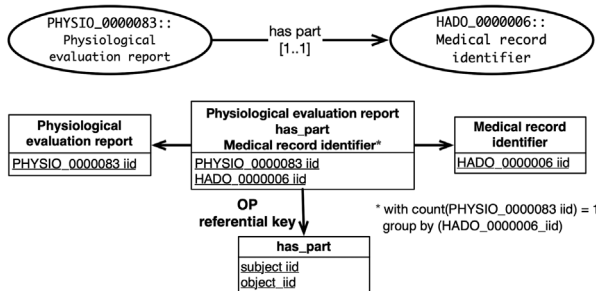 PHYSIO_0000083::
Physiological
evaluation report
has part
[1..1]
HADO_0000006::
Medical record
identifier
Physiological
evaluation report
PHYSIO_0000083 iid
Physiological evaluation report
has_part
Medical record identifier*
PHYSIO_0000083 iid
HADO_0000006 iid
Medical record
identifier
HADO_0000006 iid
OP
referential key
* with count(PHYSIO_0000083 iid) = 1
group by (HADO_0000006_iid)
has_part
subject iid
object_iid